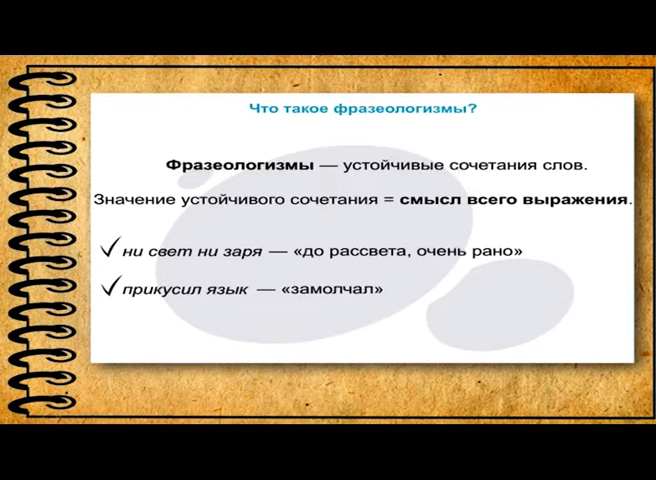 Что такое фразеологизмы?
Фразеологизмы — устойчивые сочетания слов.
Значение устойчивого сочетания = смысл всего выражения.
ни свет ни заря — «до рассвета, очень рано»
прикусил язык — «замолчал»